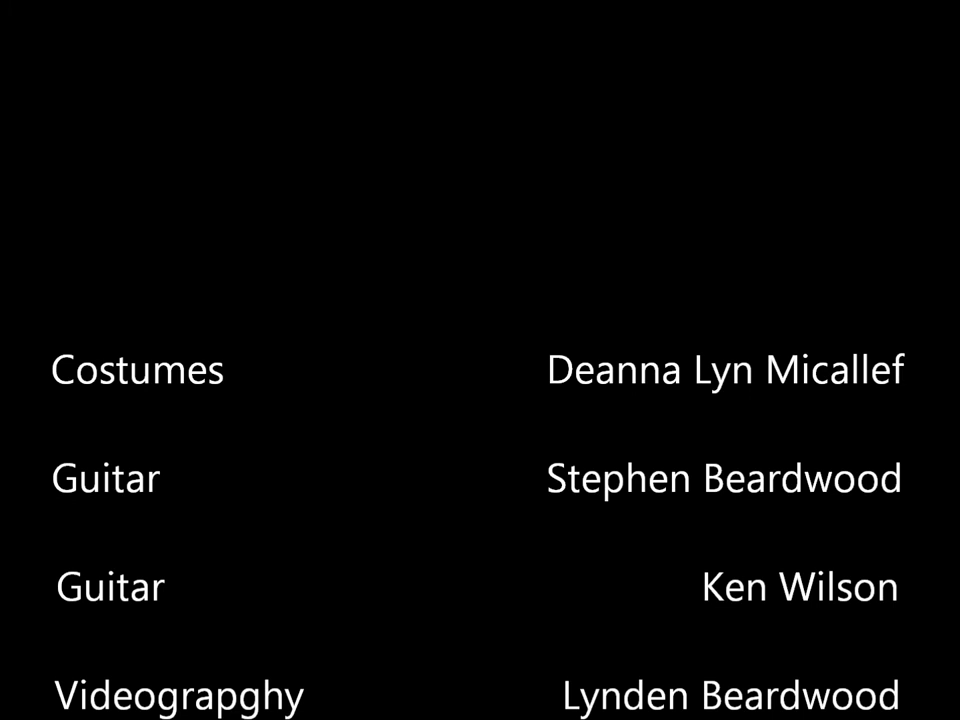 Costumes Deanna Lyn Micallef
Guitar Stephen Beardwood
Guitar Ken Wilson
Videograpghy Lynden Beardwood